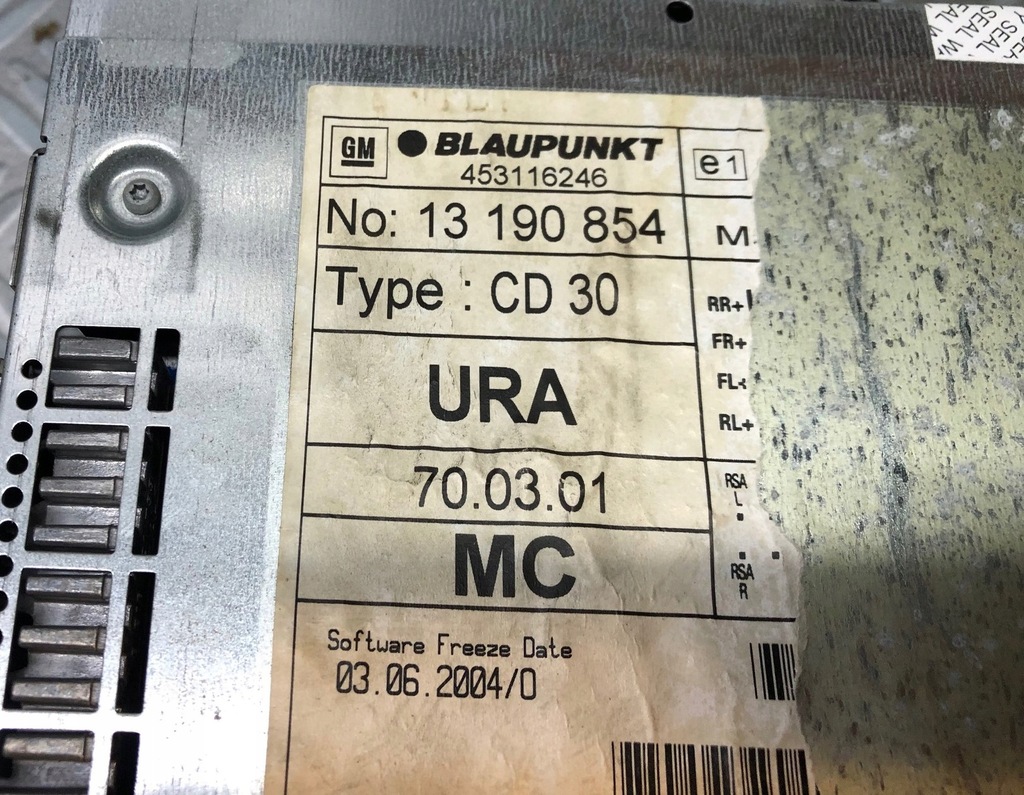 GM BLAUPUNKT e1
453116246
No: 13 190 854
Type : CD 30
RR+
FR+
URA
RL+
70.03.01
RSA
L
MC
RSA
R
Software Freeze Date
03.06.2004/0
SEAL